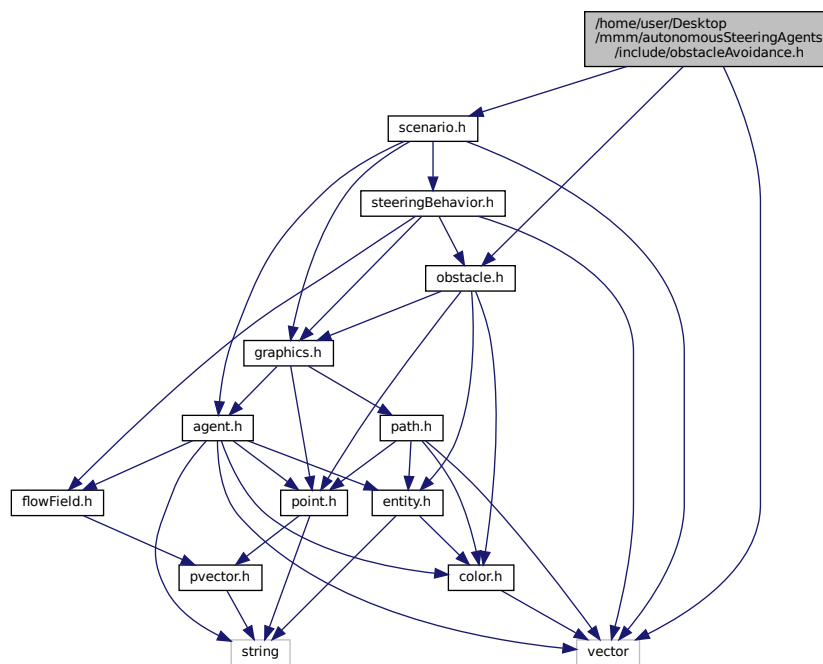 /home/user/Desktop
/mmm/autonomousSteeringAgents
/include/obstacleAvoidance.h
scenario.h
steeringBehavior.h
obstacle.h
graphics.h
agent.h
path.h
flowField.h
point.h
entity.h
pvector.h
color.h
string
vector